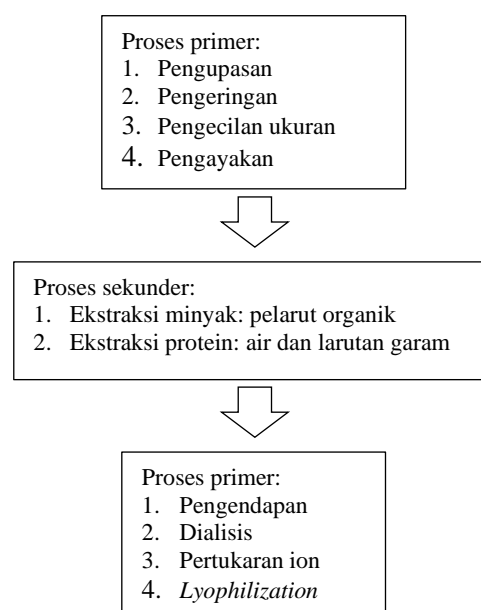 Proses primer:
1. Pengupasan
2. Pengeringan
3. Pengecilan ukuran
4. Pengayakan
Proses sekunder:
1. Ekstraksi minyak: pelarut organik
2. Ekstraksi protein: air dan larutan garam
Proses primer:
1. Pengendapan
2. Dialisis
3. Pertukaran ion
4. Lyophilization